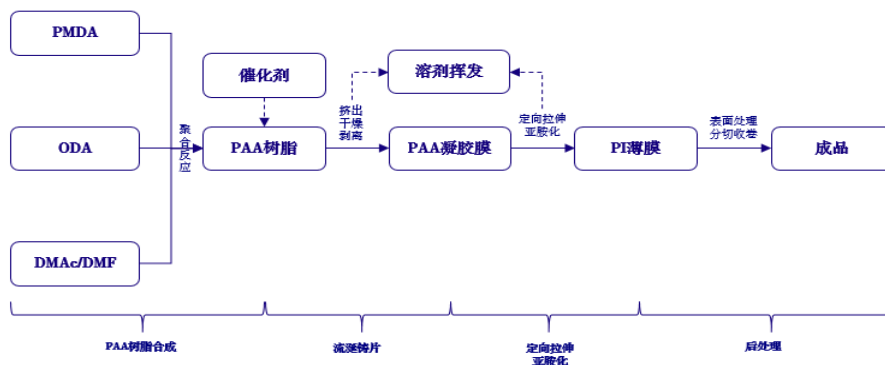 PMDA
催化剂
溶剂挥发
ODA
聚合反应
PAA树脂
挤出
干燥
剥离
PAA凝胶膜
定向拉伸
亚胺化
PI薄膜
表面处理
分切收卷
成品
DMAc/DMF
PAA树脂合成
流涎铸片
定向拉伸
亚胺化
后处理